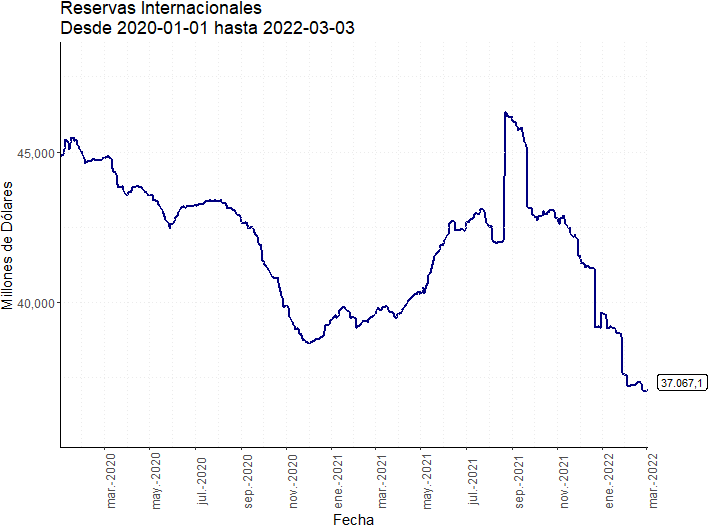 Reservas Internacionales
Desde 2020-01-01 hasta 2022-03-03
45,000
40,000
Millones de Dólares
37.067,1
mar.-2020
may.-2020
jul.-2020
sep.-2020
nov.-2020
ene.-2021
mar.-2021
may.-2021
jul.-2021
sep.-2021
nov.-2021
ene.-2022
mar.-2022
Fecha